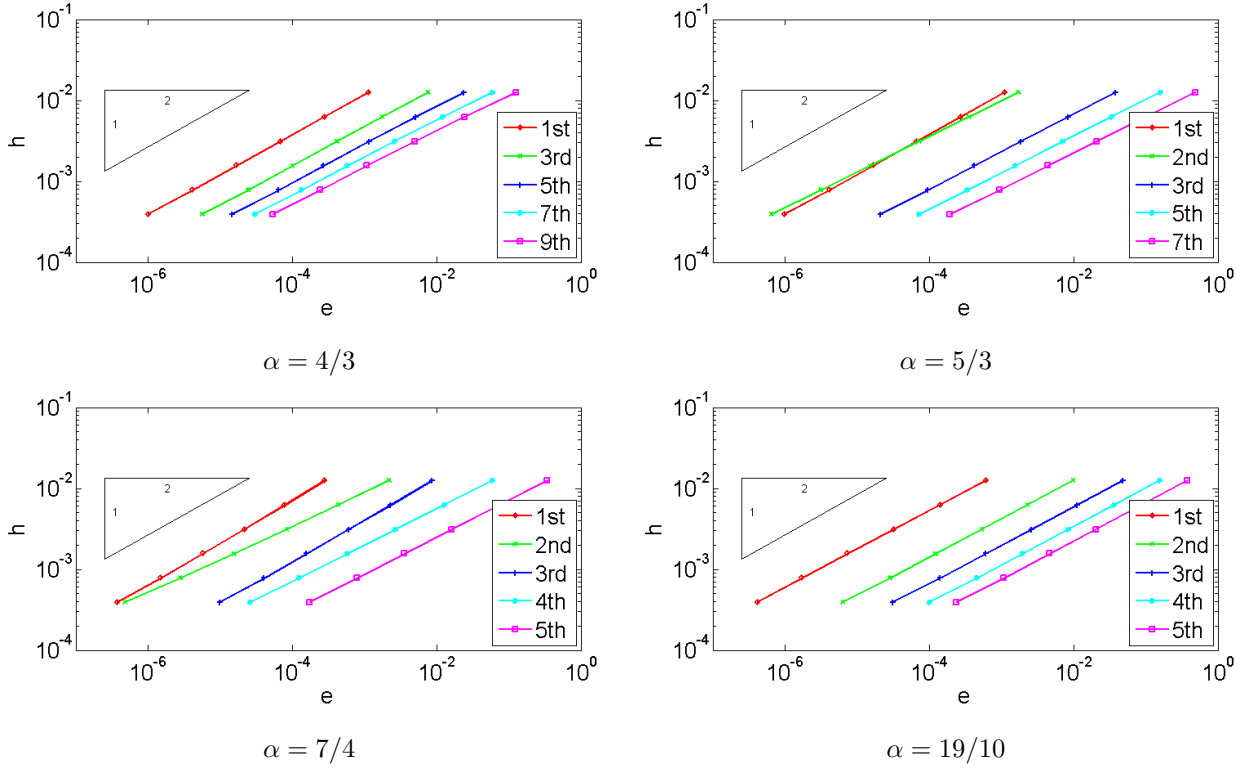 10^-1
10^-2
10^-3
10^-4
h
2
1
1st
3rd
5th
7th
9th
10^-6
10^-4
10^-2
10^0
e
α = 4/3
10^-1
10^-2
10^-3
10^-4
h
2
1
1st
2nd
3rd
5th
7th
10^-6
10^-4
10^-2
10^0
e
α = 5/3
10^-1
10^-2
10^-3
10^-4
h
2
1
1st
2nd
3rd
4th
5th
10^-6
10^-4
10^-2
10^0
e
α = 7/4
10^-1
10^-2
10^-3
10^-4
h
2
1
1st
2nd
3rd
4th
5th
10^-6
10^-4
10^-2
10^0
e
α = 19/10